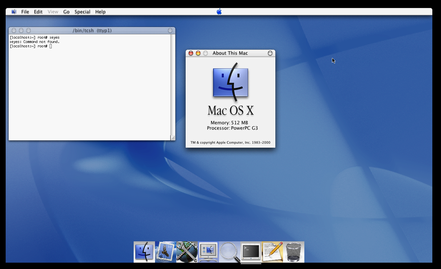 File Edit View Go Special Help
/bin/tcsh (ttyp1)
[localhost:~] root# xeyes
xeyes: Command not found.
[localhost:~] root#
About This Mac
Mac OS X
Memory: 512 MB
Processor: PowerPC G3
TM & copyright Apple Computer, Inc. 1983-2000